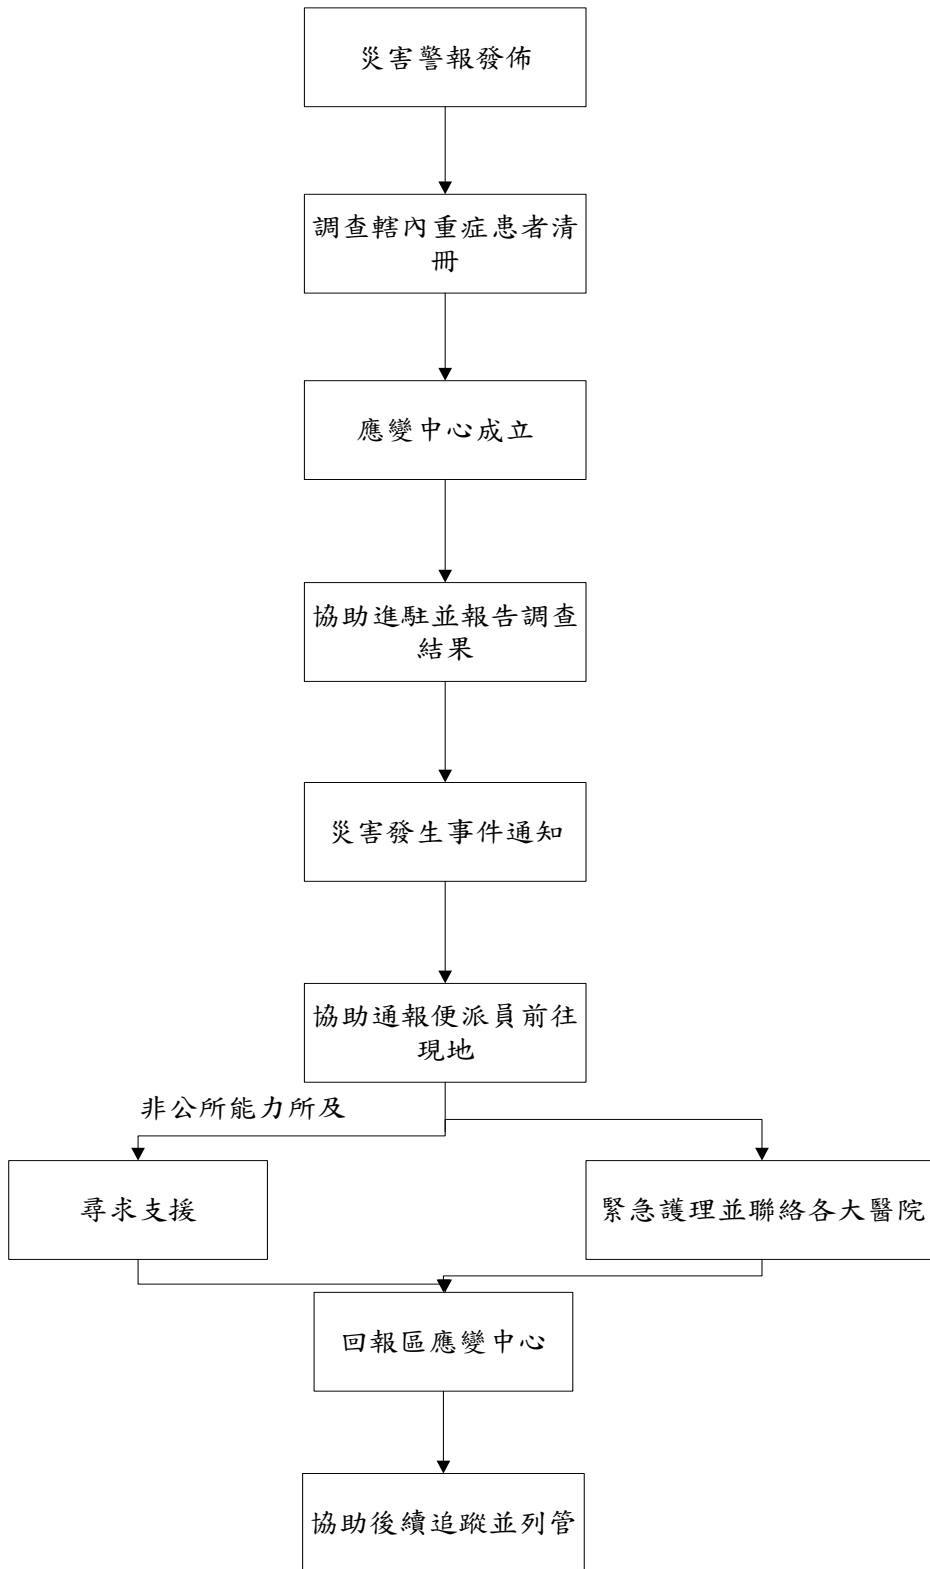 災害警報發佈
調查轄內重症患者清
冊
應變中心成立
協助進駐並報告調查
結果
災害發生事件通知
協助通報便派員前往
現地
非公所能力所及
尋求支援
緊急護理並聯絡各大醫院
回報區應變中心
協助後續追蹤並列管